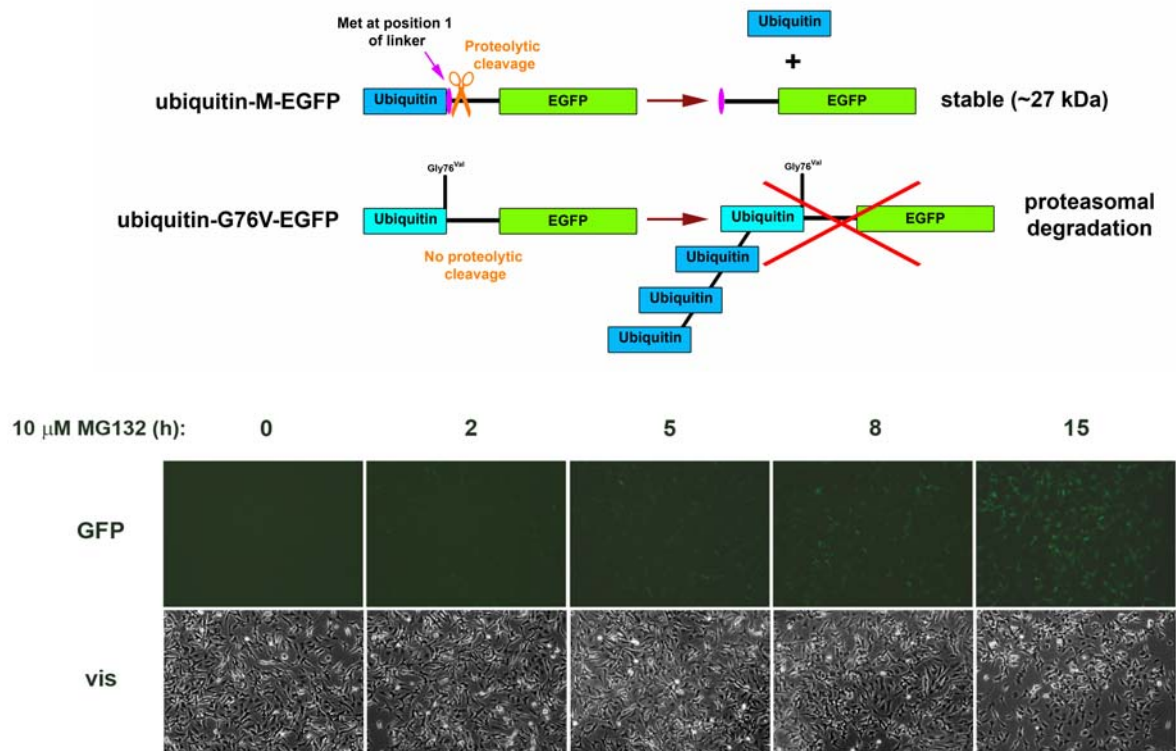 Ubiquitin
Met at position 1
of linker
Proteolytic
cleavage
+
ubiquitin-M-EGFP
Ubiquitin
EGFP
EGFP
stable (~27 kDa)
Gly76Val
Gly76Val
ubiquitin-G76V-EGFP
Ubiquitin
EGFP
Ubiquitin
EGFP
proteasomal
degradation
No proteolytic
cleavage
Ubiquitin
Ubiquitin
Ubiquitin
10 μM MG132 (h): 0 2 5 8 15
GFP
vis